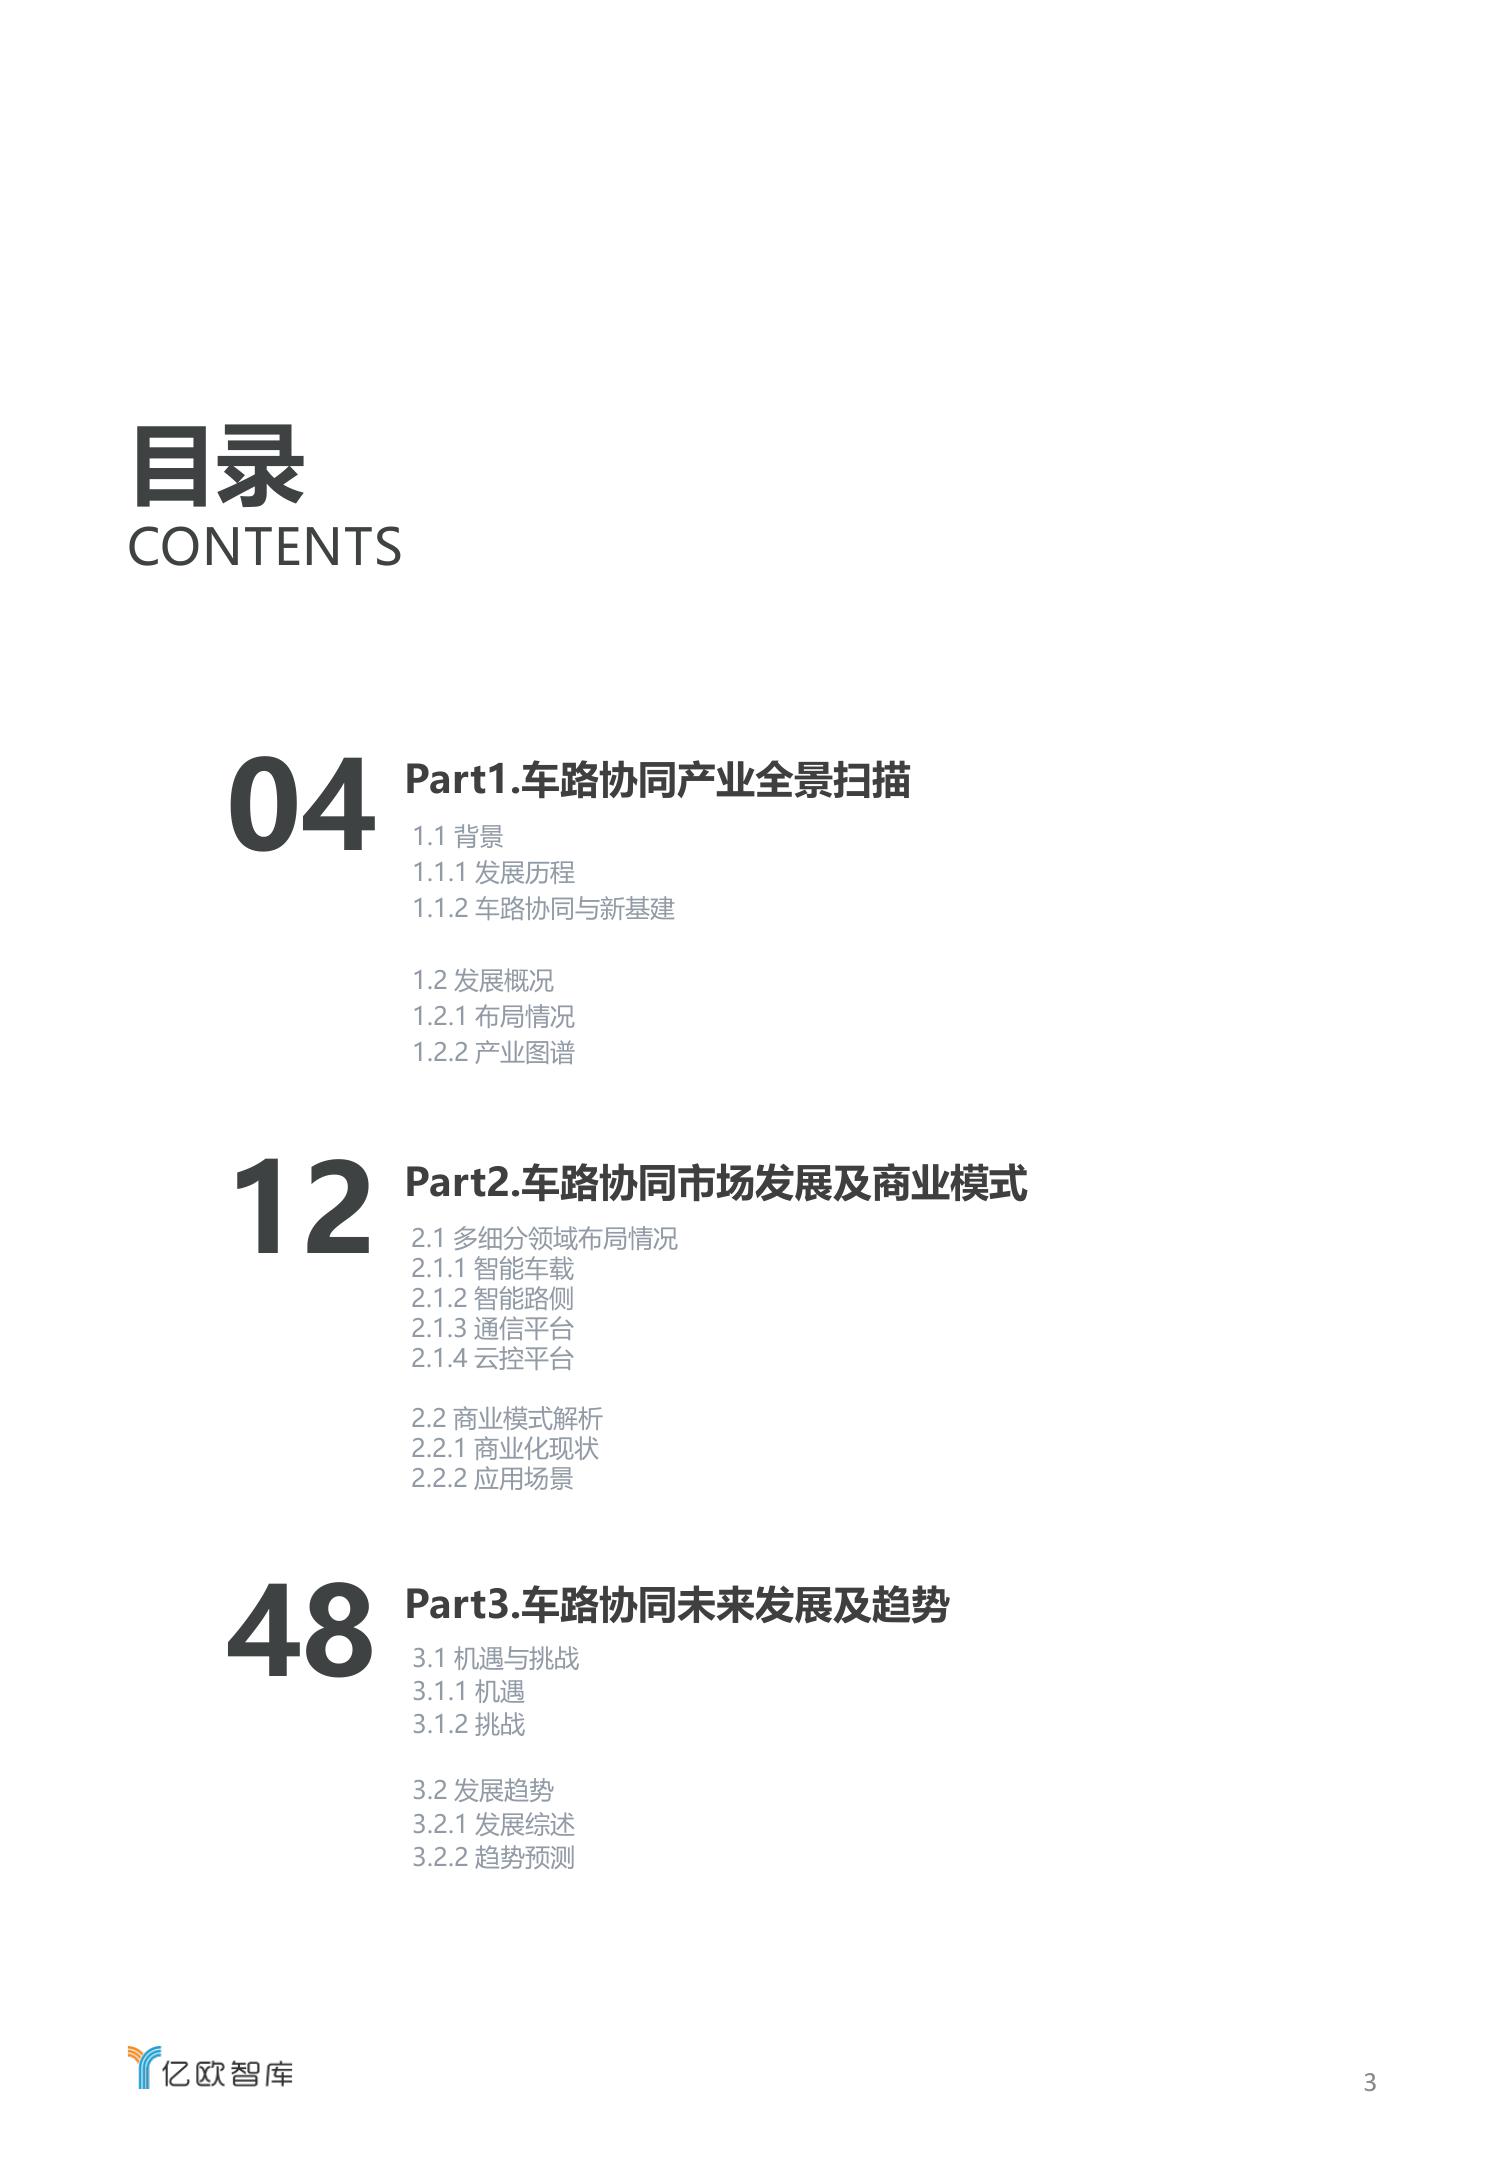 目录
CONTENTS
04
Part1.车路协同产业全景扫描
1.1 背景
1.1.1 发展历程
1.1.2 车路协同与新基建
1.2 发展概况
1.2.1 布局情况
1.2.2 产业图谱
12
Part2.车路协同市场发展及商业模式
2.1 多细分领域布局情况
2.1.1 智能车载
2.1.2 智能路侧
2.1.3 通信平台
2.1.4 云控平台
2.2 商业模式解析
2.2.1 商业化现状
2.2.2 应用场景
48
Part3.车路协同未来发展及趋势
3.1 机遇与挑战
3.1.1 机遇
3.1.2 挑战
3.2 发展趋势
3.2.1 发展综述
3.2.2 趋势预测
亿欧智库
3